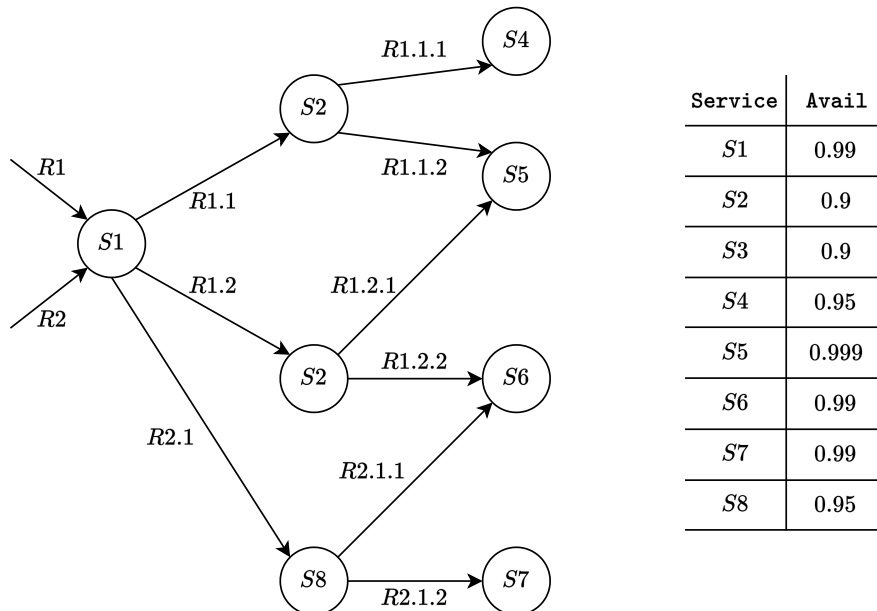 S4
R1.1.1
S2
R1.1.2
S5
R1
R1.1
S1
R1.2
R1.2.1
R2
S2
R1.2.2
S6
R2.1
R2.1.1
S8
R2.1.2
S7
Service Avail
S1 0.99
S2 0.9
S3 0.9
S4 0.95
S5 0.999
S6 0.99
S7 0.99
S8 0.95